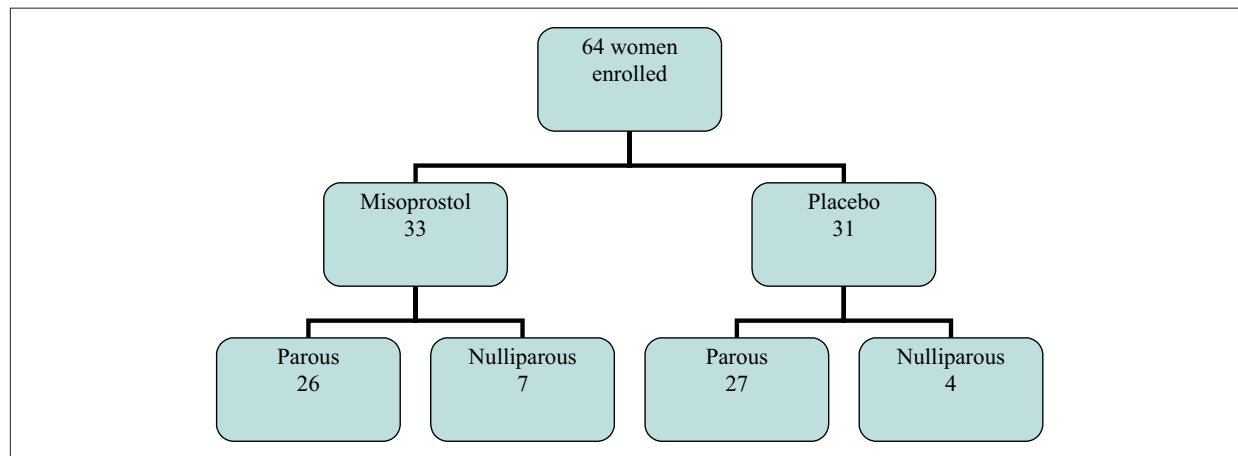 64 women
enrolled
Misoprostol
33
Placebo
31
Parous
26
Nulliparous
7
Parous
27
Nulliparous
4